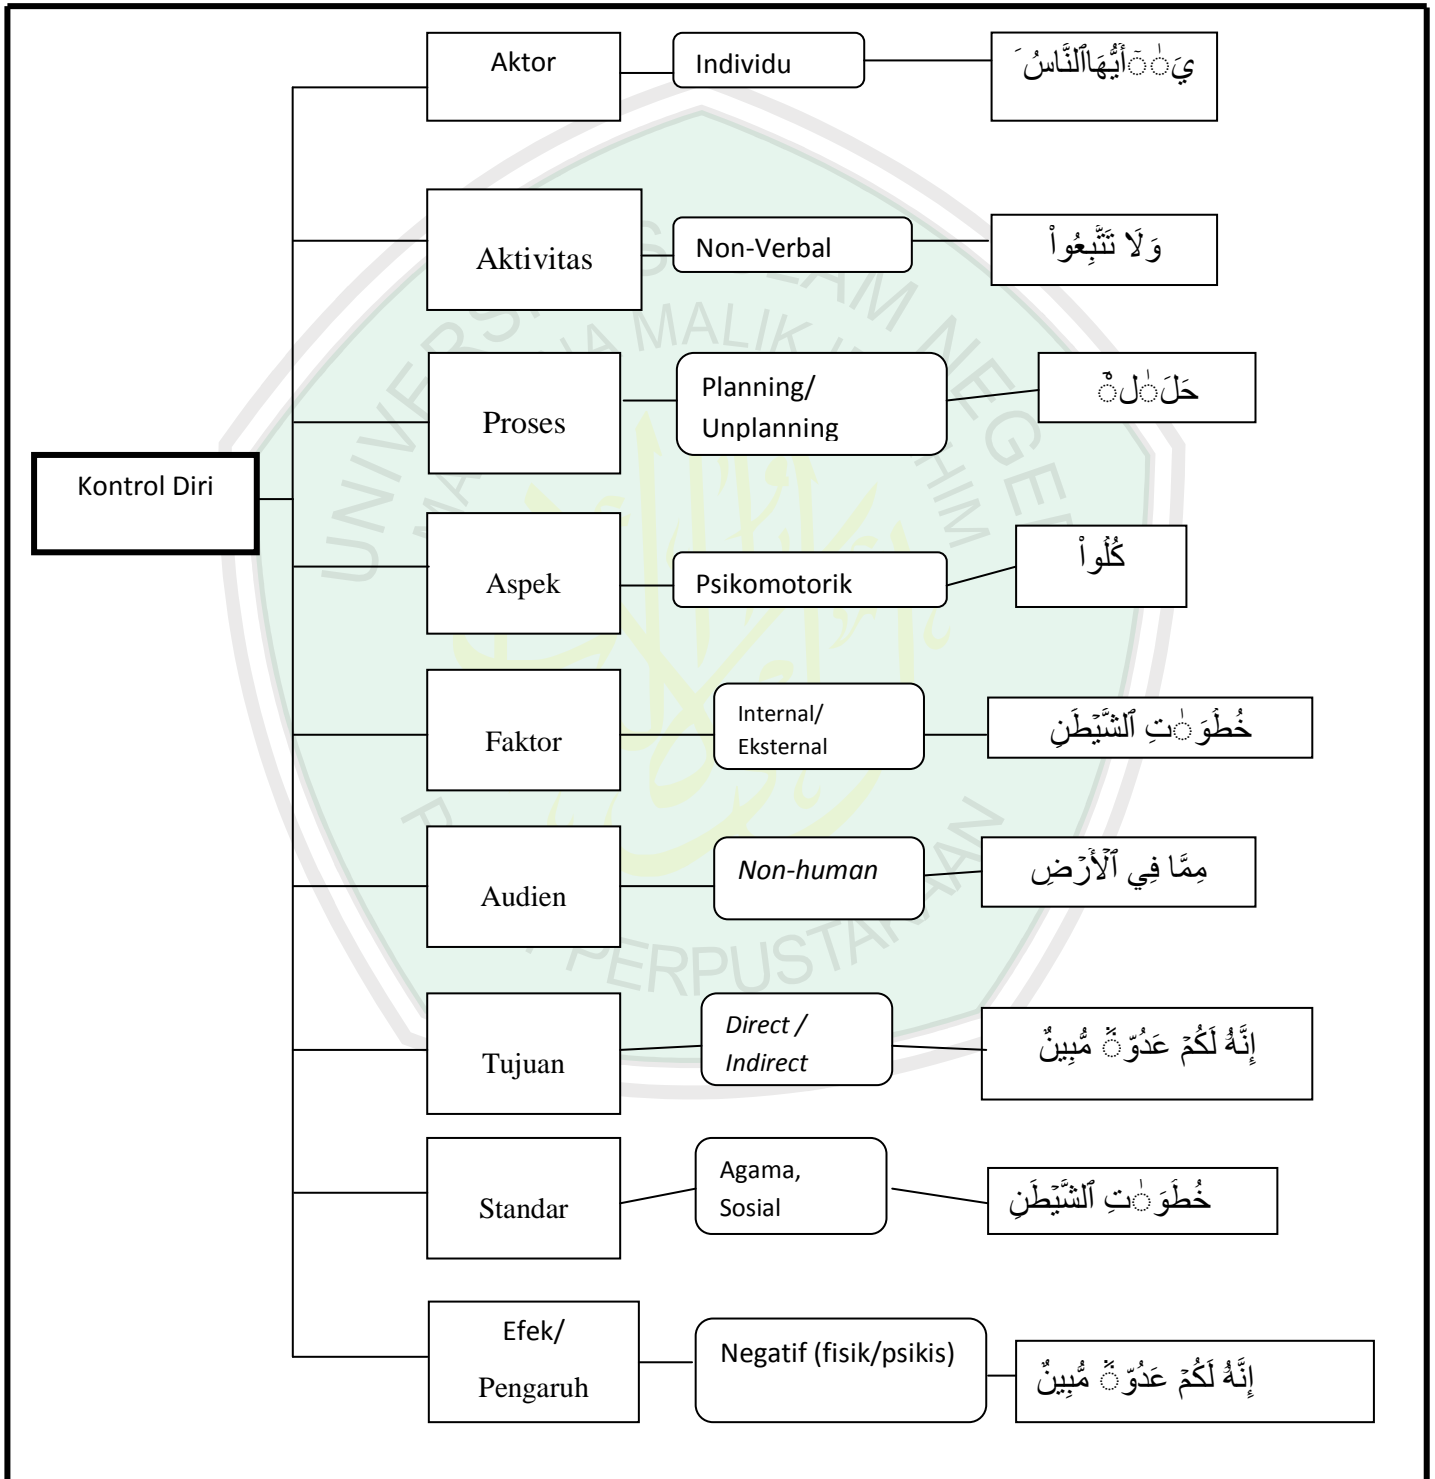 Aktor
Individu
يَٰٓأَيُّهَا ٱلنَّاسُ
Aktivitas
Non-Verbal
وَلَا تَتَّبِعُواْ
Proses
Planning/
Unplanning
حَلَٰلٗ
Kontrol Diri
Aspek
Psikomotorik
كُلُواْ
Faktor
Internal/
Eksternal
خُطُوَٰتِ ٱلشَّيۡطَنِ
Audien
Non-human
مِمَّا فِي ٱلۡأَرۡضِ
Tujuan
Direct /
Indirect
إِنَّهُۥ لَكُمۡ عَدُوّٞ مُّبِينٌ
Standar
Agama,
Sosial
خُطُوَٰتِ ٱلشَّيۡطَنِ
Efek/
Pengaruh
Negatif (fisik/psikis)
إِنَّهُۥ لَكُمۡ عَدُوّٞ مُّبِينٌ